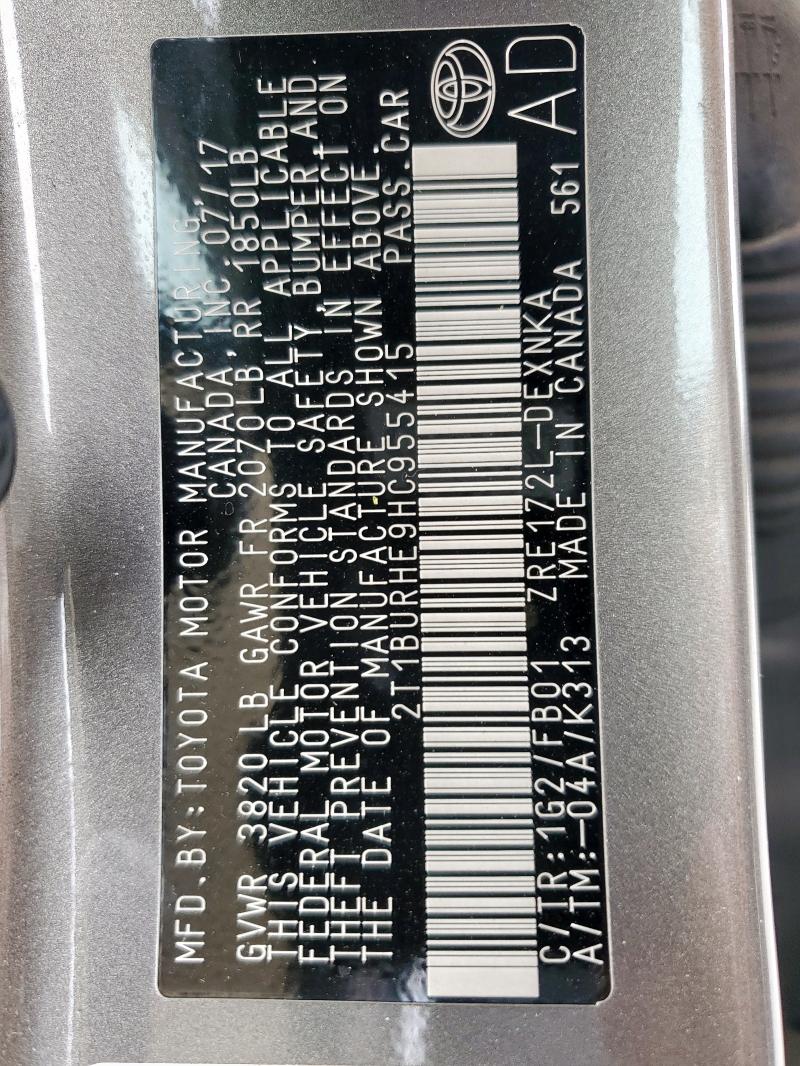 MFD.BY:TOYOTA MOTOR MANUFACTURING,
CANADA, INC. 07/17
GVWR 3820 LB GAWR FR 2070LB, RR 1850LB
THIS VEHICLE CONFORMS TO ALL APPLICABLE
FEDERAL MOTOR VEHICLE SAFETY, BUMPER, AND
THEFT PREVENTION STANDARDS IN EFFECT ON
THE DATE OF MANUFACTURE SHOWN ABOVE.
2T1BURHE9HC955415 PASS.CAR
C/TR:1G2/FB01 ZRE172L-DEXNKA
A/TM:-04A/K313 MADE IN CANADA 561 AD